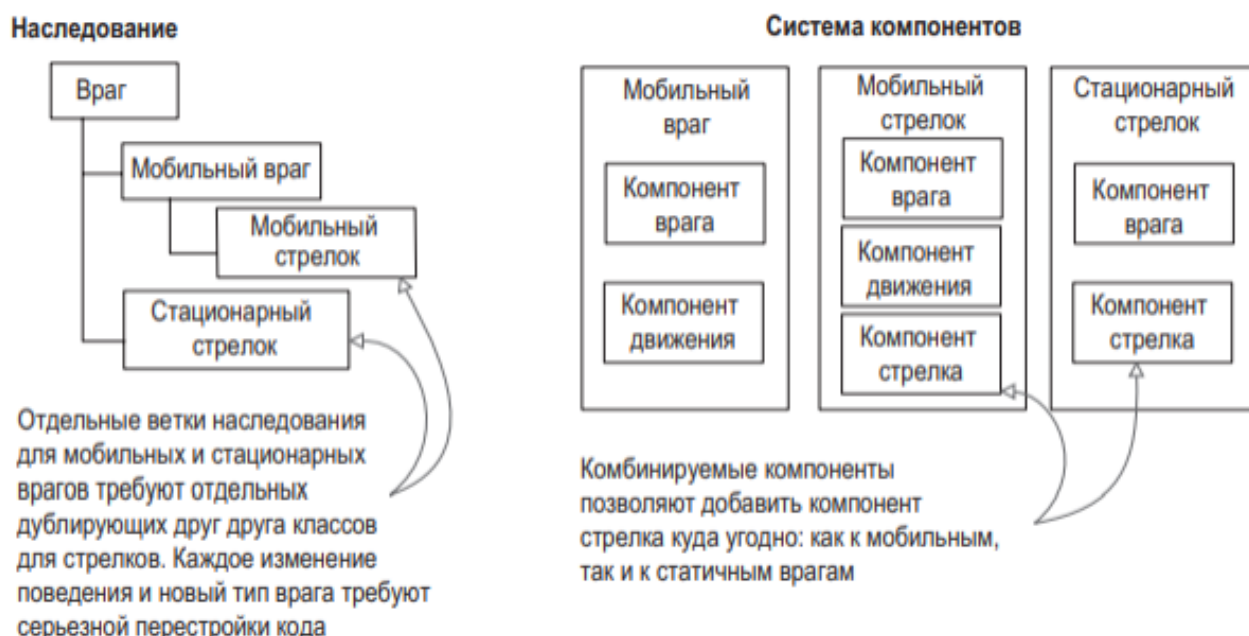 Наследование
Враг
Мобильный враг
Мобильный
стрелок
Стационарный
стрелок
Отдельные ветки наследования
для мобильных и стационарных
врагов требуют отдельных
дублирующих друг друга классов
для стрелков. Каждое изменение
поведения и новый тип врага требуют
серьезной перестройки кода
Система компонентов
Мобильный
враг
Компонент
врага
Компонент
движения
Мобильный
стрелок
Компонент
врага
Компонент
движения
Компонент
стрелка
Стационарный
стрелок
Компонент
врага
Компонент
стрелка
Комбинируемые компоненты
позволяют добавить компонент
стрелка куда угодно: как к мобильным,
так и к статичным врагам